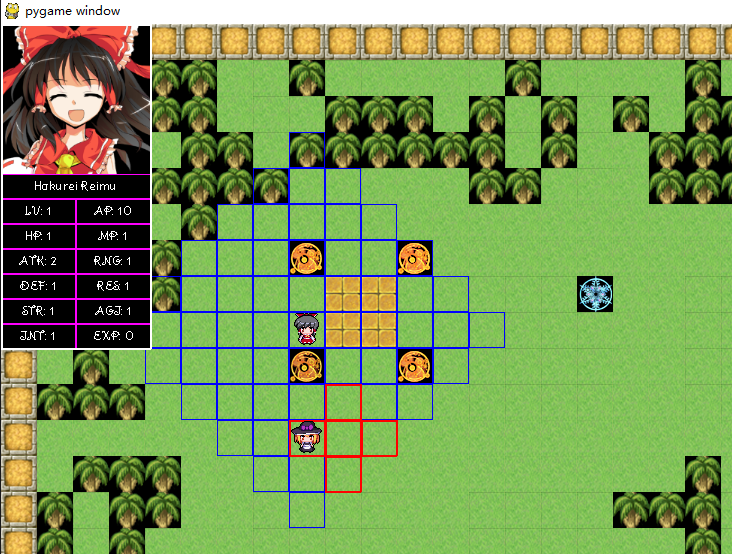 pygame window
Hakurei Reimu
LV: 1 AP: 10
HP: 1 MP: 1
ATK: 2 RNG: 1
DEF: 1 RES: 1
STR: 1 AGI: 1
INT: 1 EXP: 0